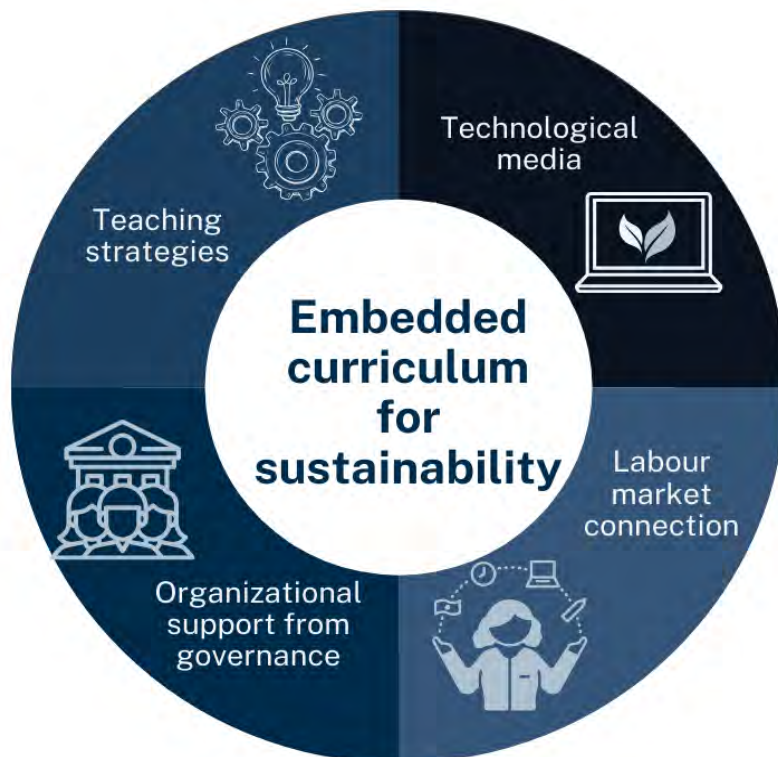 Technological
media
Teaching
strategies
Embedded
curriculum
for
sustainability
Labour
market
connection
Organizational
support from
governance